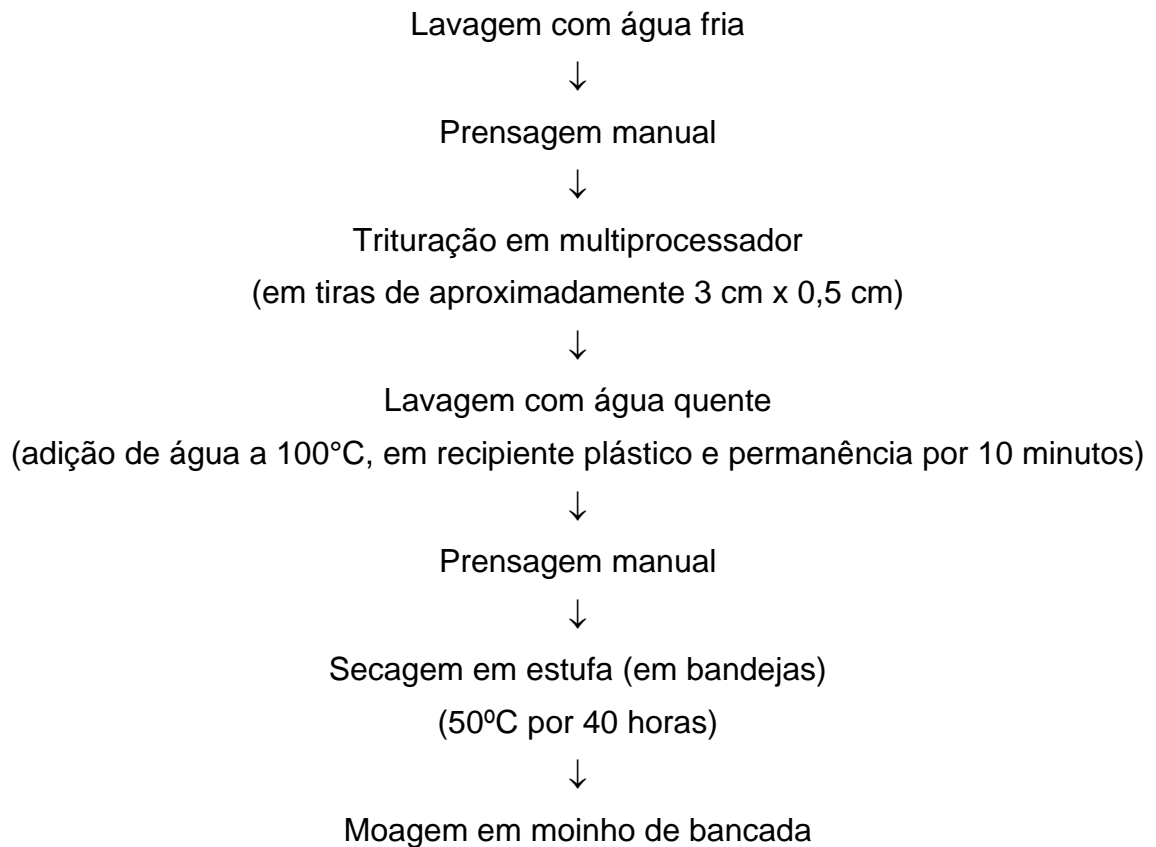 Lavagem com água fria
↓
Prensagem manual
↓
Trituração em multiprocessador
(em tiras de aproximadamente 3 cm x 0,5 cm)
↓
Lavagem com água quente
(adição de água a 100°C, em recipiente plástico e permanência por 10 minutos)
↓
Prensagem manual
↓
Secagem em estufa (em bandejas)
(50ºC por 40 horas)
↓
Moagem em moinho de bancada